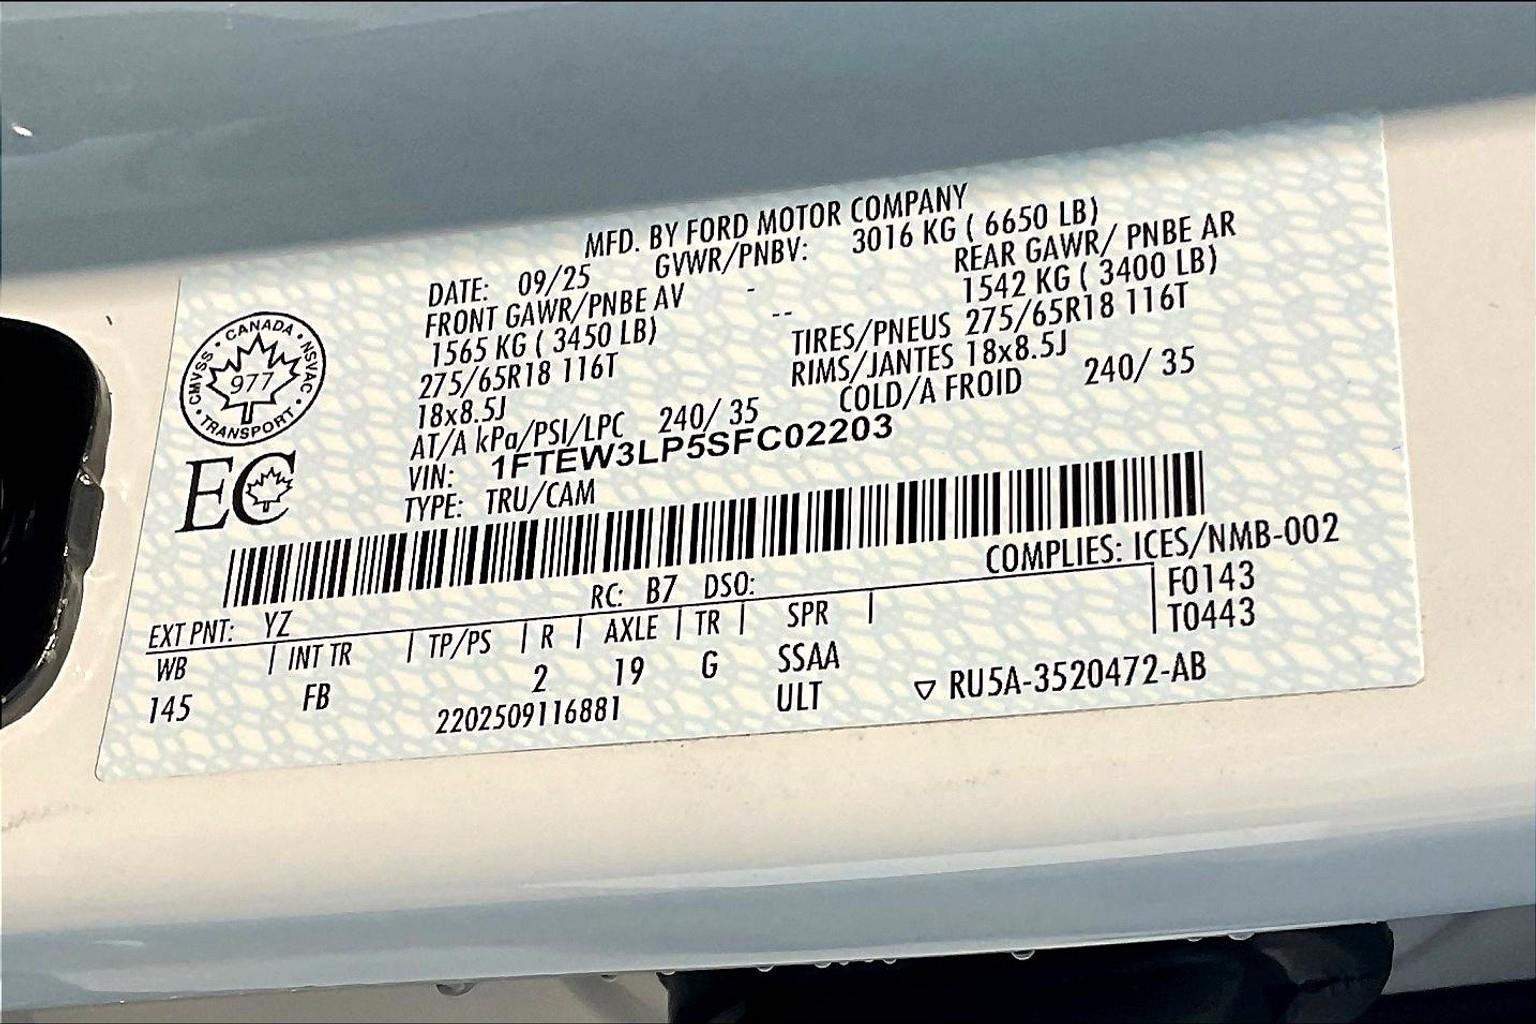 MFD. BY FORD MOTOR COMPANY
DATE: 09/25 GVWR/PNBV: 3016 KG ( 6650 LB)
FRONT GAWR/PNBE AV - REAR GAWR/ PNBE AR
1565 KG ( 3450 LB) -- 1542 KG ( 3400 LB)
275/65R18 116T TIRES/PNEUS 275/65R18 116T
18x8.5J RIMS/JANTES 18x8.5J
AT/A kPa/PSI/LPC 240/ 35 COLD/A FROID 240/ 35
VIN: 1FTEW3LP5SFC02203
TYPE: TRU/CAM
CANADA • NSVAC • TRANSPORT • CMVSS •
977
EC
COMPLIES: ICES/NMB-002
EXT PNT: YZ RC: B7 DSO: F0143
WB | INT TR | TP/PS | R | AXLE | TR | SPR | T0443
145 FB 2 19 G SSAA
2202509116881 ULT ▽ RU5A-3520472-AB